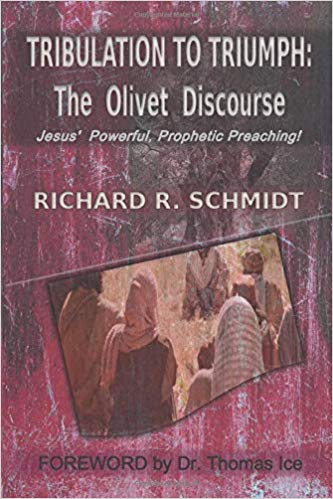 TRIBULATION TO TRIUMPH:
The Olivet Discourse
Jesus' Powerful, Prophetic Preaching!
RICHARD R. SCHMIDT
FOREWORD by Dr. Thomas Ice